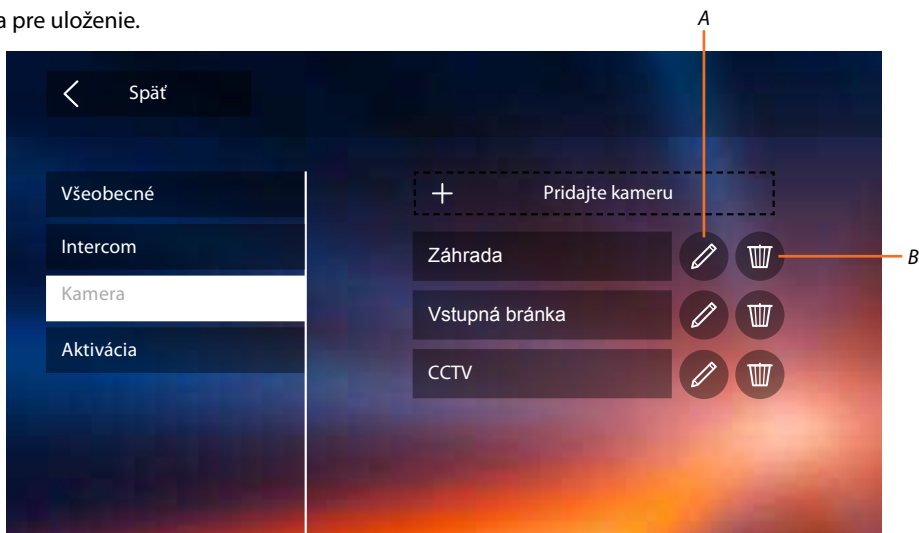 a pre uloženie.
A
Späť
Všeobecné
Intercom
Kamera
Aktivácia
Pridajte kameru
Záhrada
B
Vstupná bránka
CCTV